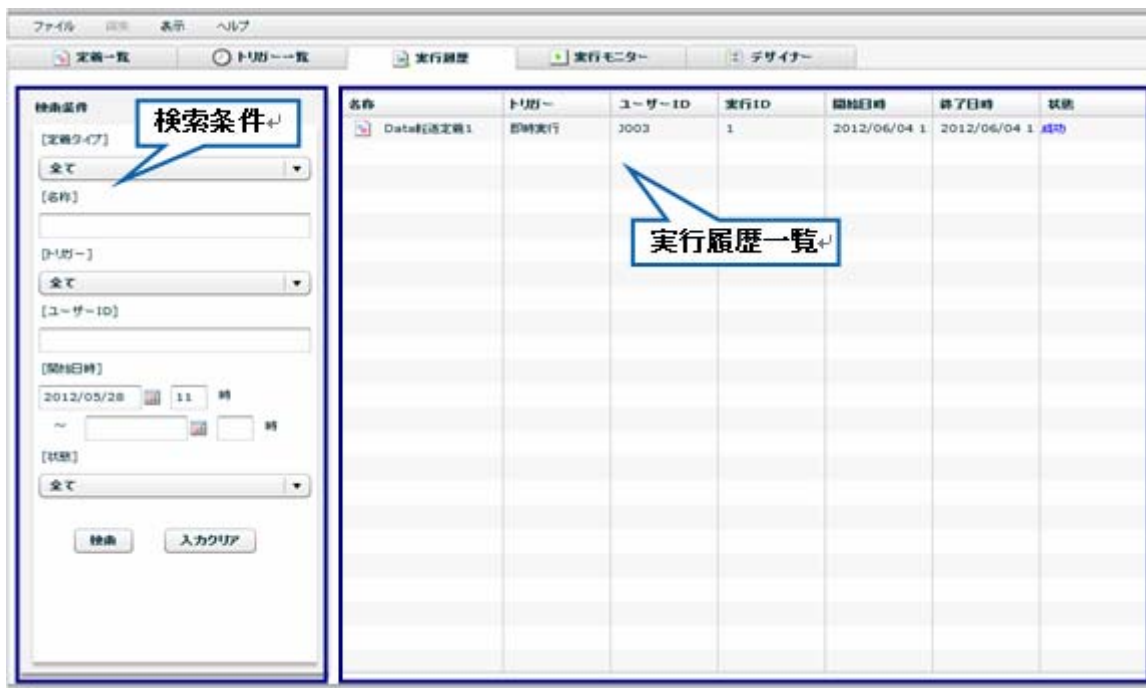 ファイル 編集 表示 ヘルプ
定義一覧 トリガー一覧 実行履歴 実行モニター デザイナー
検索条件
検索条件
[定義タイプ]
全て
[名称]
[トリガー]
全て
[ユーザーID]
[開始日時]
2012/05/28 11 時
～ 時
[状態]
全て
検索 入力クリア
名称 トリガー ユーザーID 実行ID 開始日時 終了日時 状態
Data転送定義1 即時実行 J003 1 2012/06/04 1 2012/06/04 1 成功
実行履歴一覧